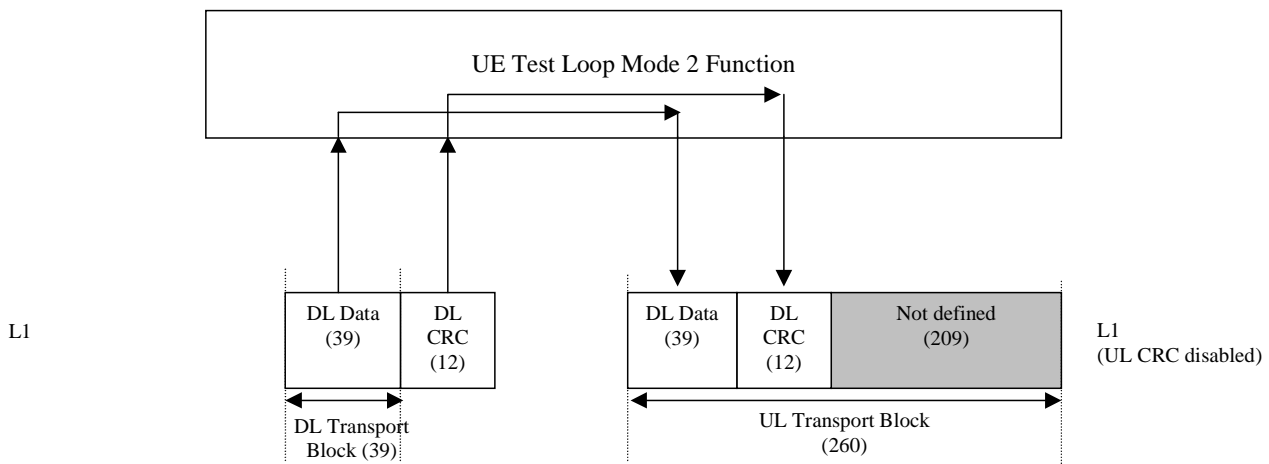 UE Test Loop Mode 2 Function
L1
DL Data
(39)
DL
CRC
(12)
DL Transport
Block (39)
DL Data
(39)
DL
CRC
(12)
Not defined
(209)
UL Transport Block
(260)
L1
(UL CRC disabled)